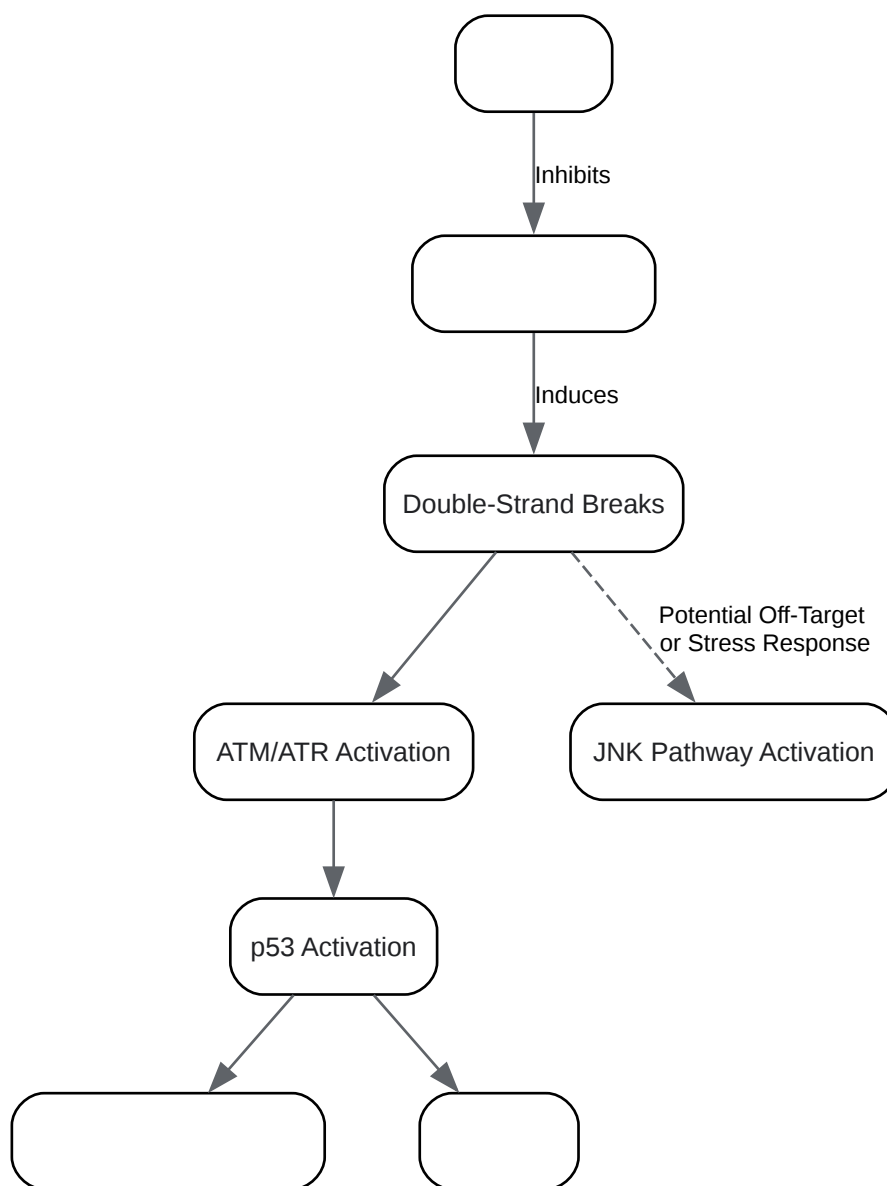 Inhibits
Induces
Double-Strand Breaks
Potential Off-Target
or Stress Response
ATM/ATR Activation
JNK Pathway Activation
p53 Activation